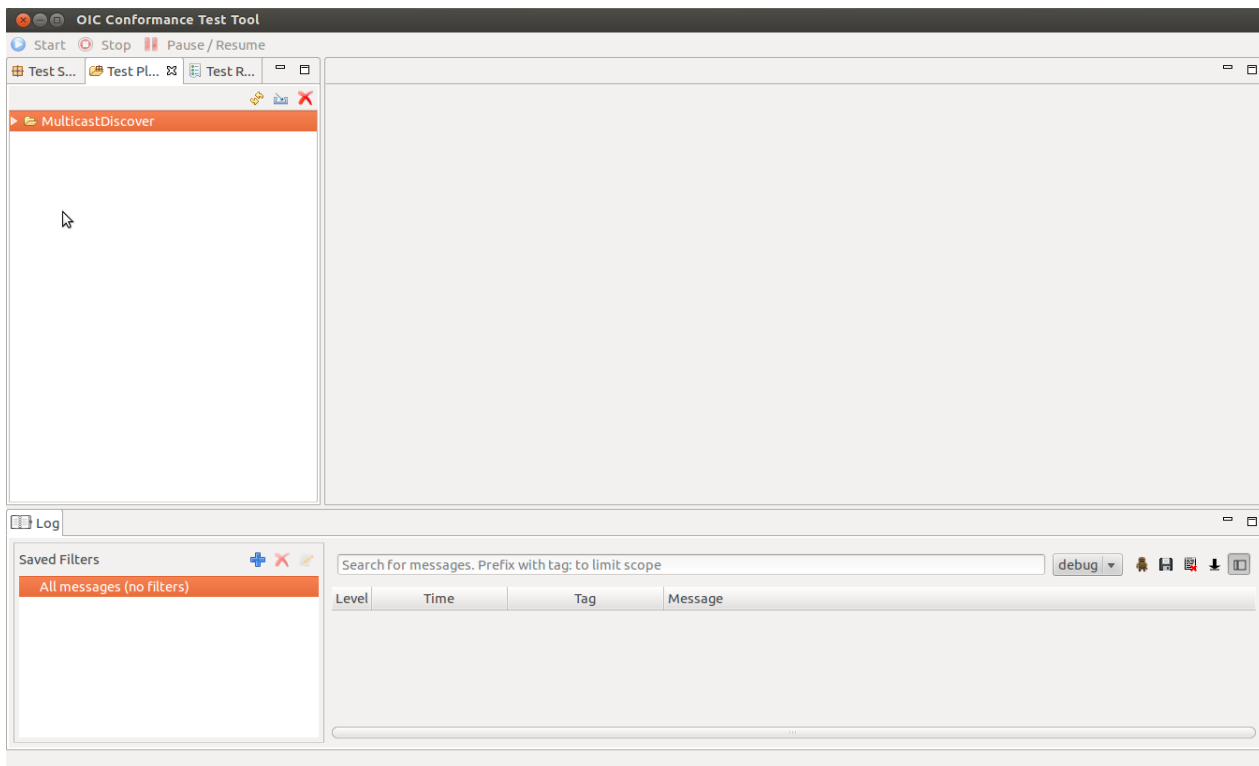 OIC Conformance Test Tool
Start Stop Pause / Resume
Test S... Test Pl... Test R...
MulticastDiscover
Log
Saved Filters
All messages (no filters)
Search for messages. Prefix with tag: to limit scope debug
Level Time Tag Message